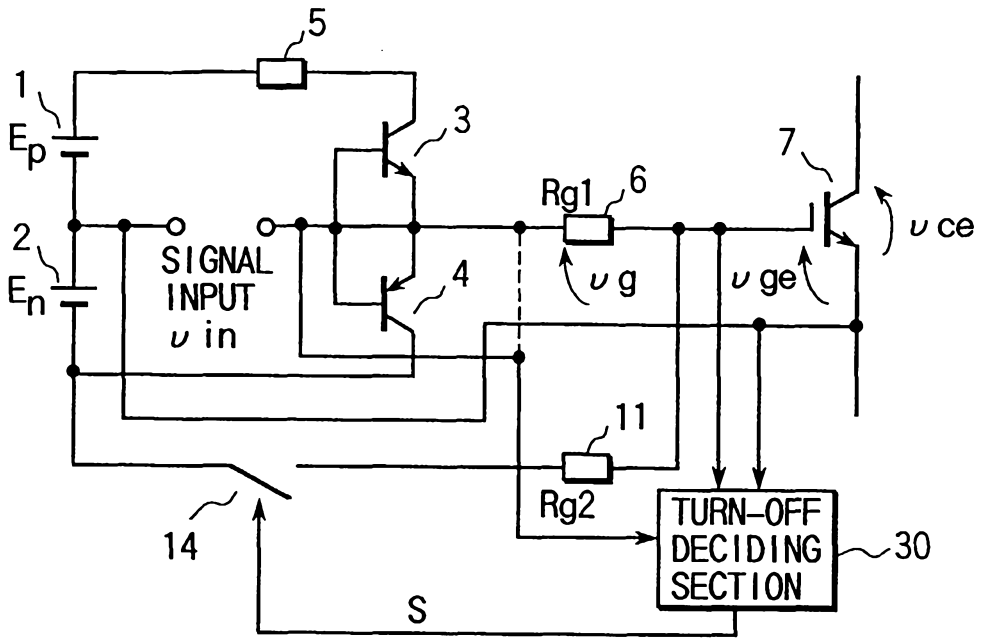 5
1
Ep
3
7
Rg1
6
υ ce
2
SIGNAL
INPUT
υ in
En
4
υ g
υ ge
11
Rg2
14
TURN-OFF
DECIDING
SECTION
30
S